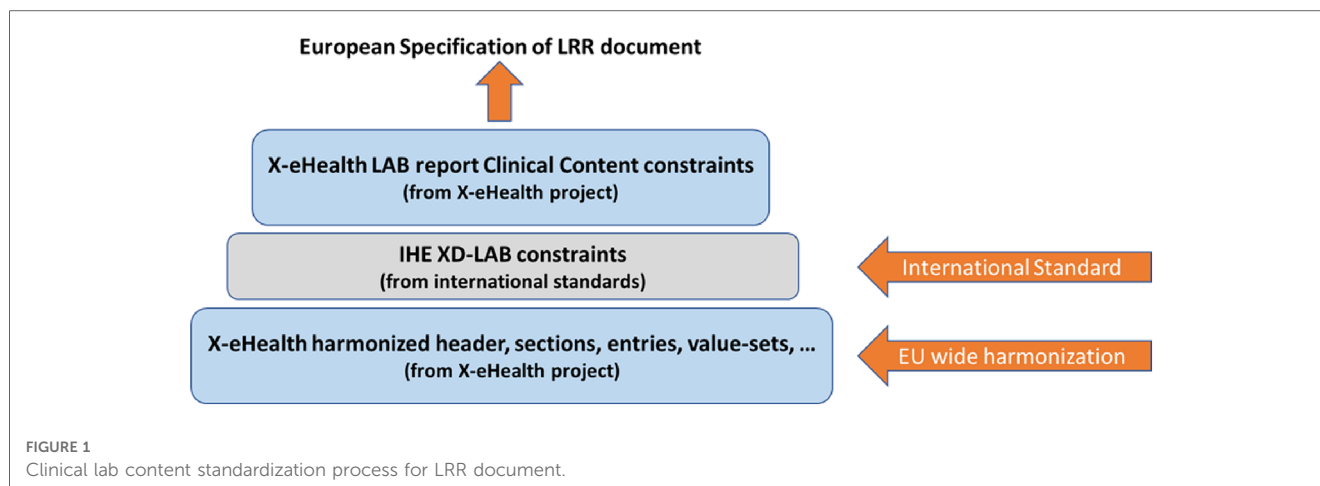 European Specification of LRR document
X-eHealth LAB report Clinical Content constraints
(from X-eHealth project)
IHE XD-LAB constraints
(from international standards)
International Standard
X-eHealth harmonized header, sections, entries, value-sets, ...
(from X-eHealth project)
EU wide harmonization
FIGURE 1
Clinical lab content standardization process for LRR document.